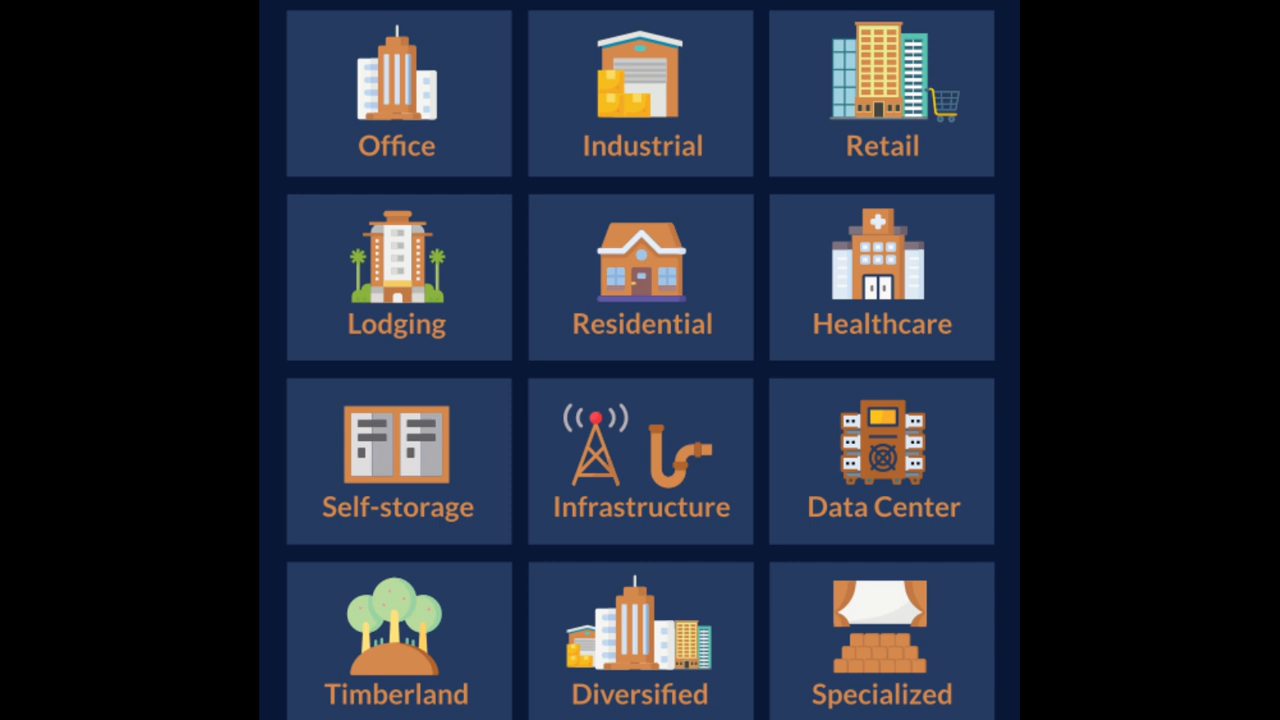 Office
Industrial
Retail
Lodging
Residential
Healthcare
Self-storage
Infrastructure
Data Center
Timberland
Diversified
Specialized